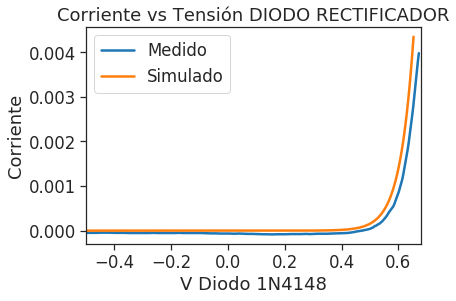 Corriente vs Tensión DIODO RECTIFICADOR
Medido
Simulado
Corriente
0.004
0.003
0.002
0.001
0.000
−0.4 −0.2 0.0 0.2 0.4 0.6
V Diodo 1N4148